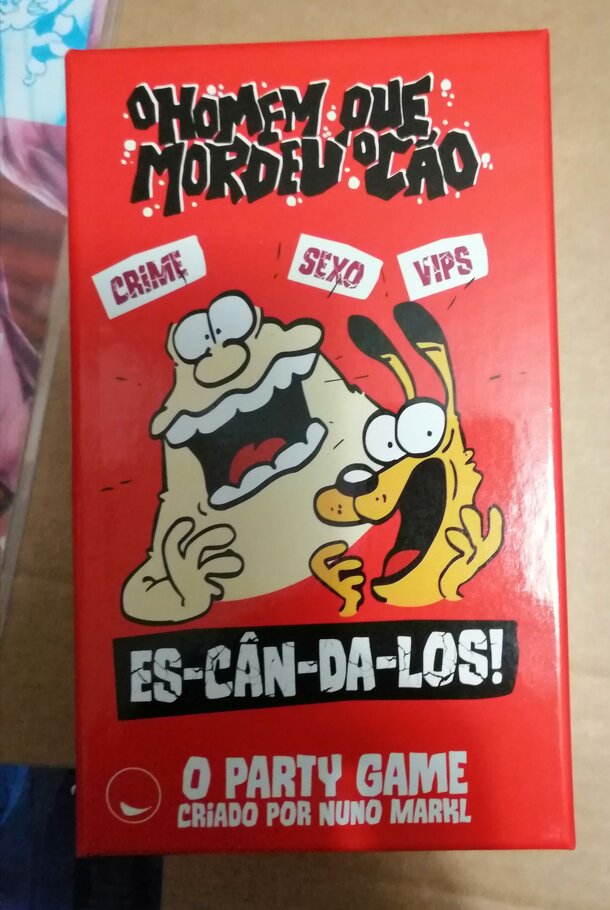 O HOMEM QUE
MORDEU O CÃO
CRIME
SEXO
VIPS
ES-CÂN-DA-LOS!
O PARTY GAME
CRIADO POR NUNO MARKL